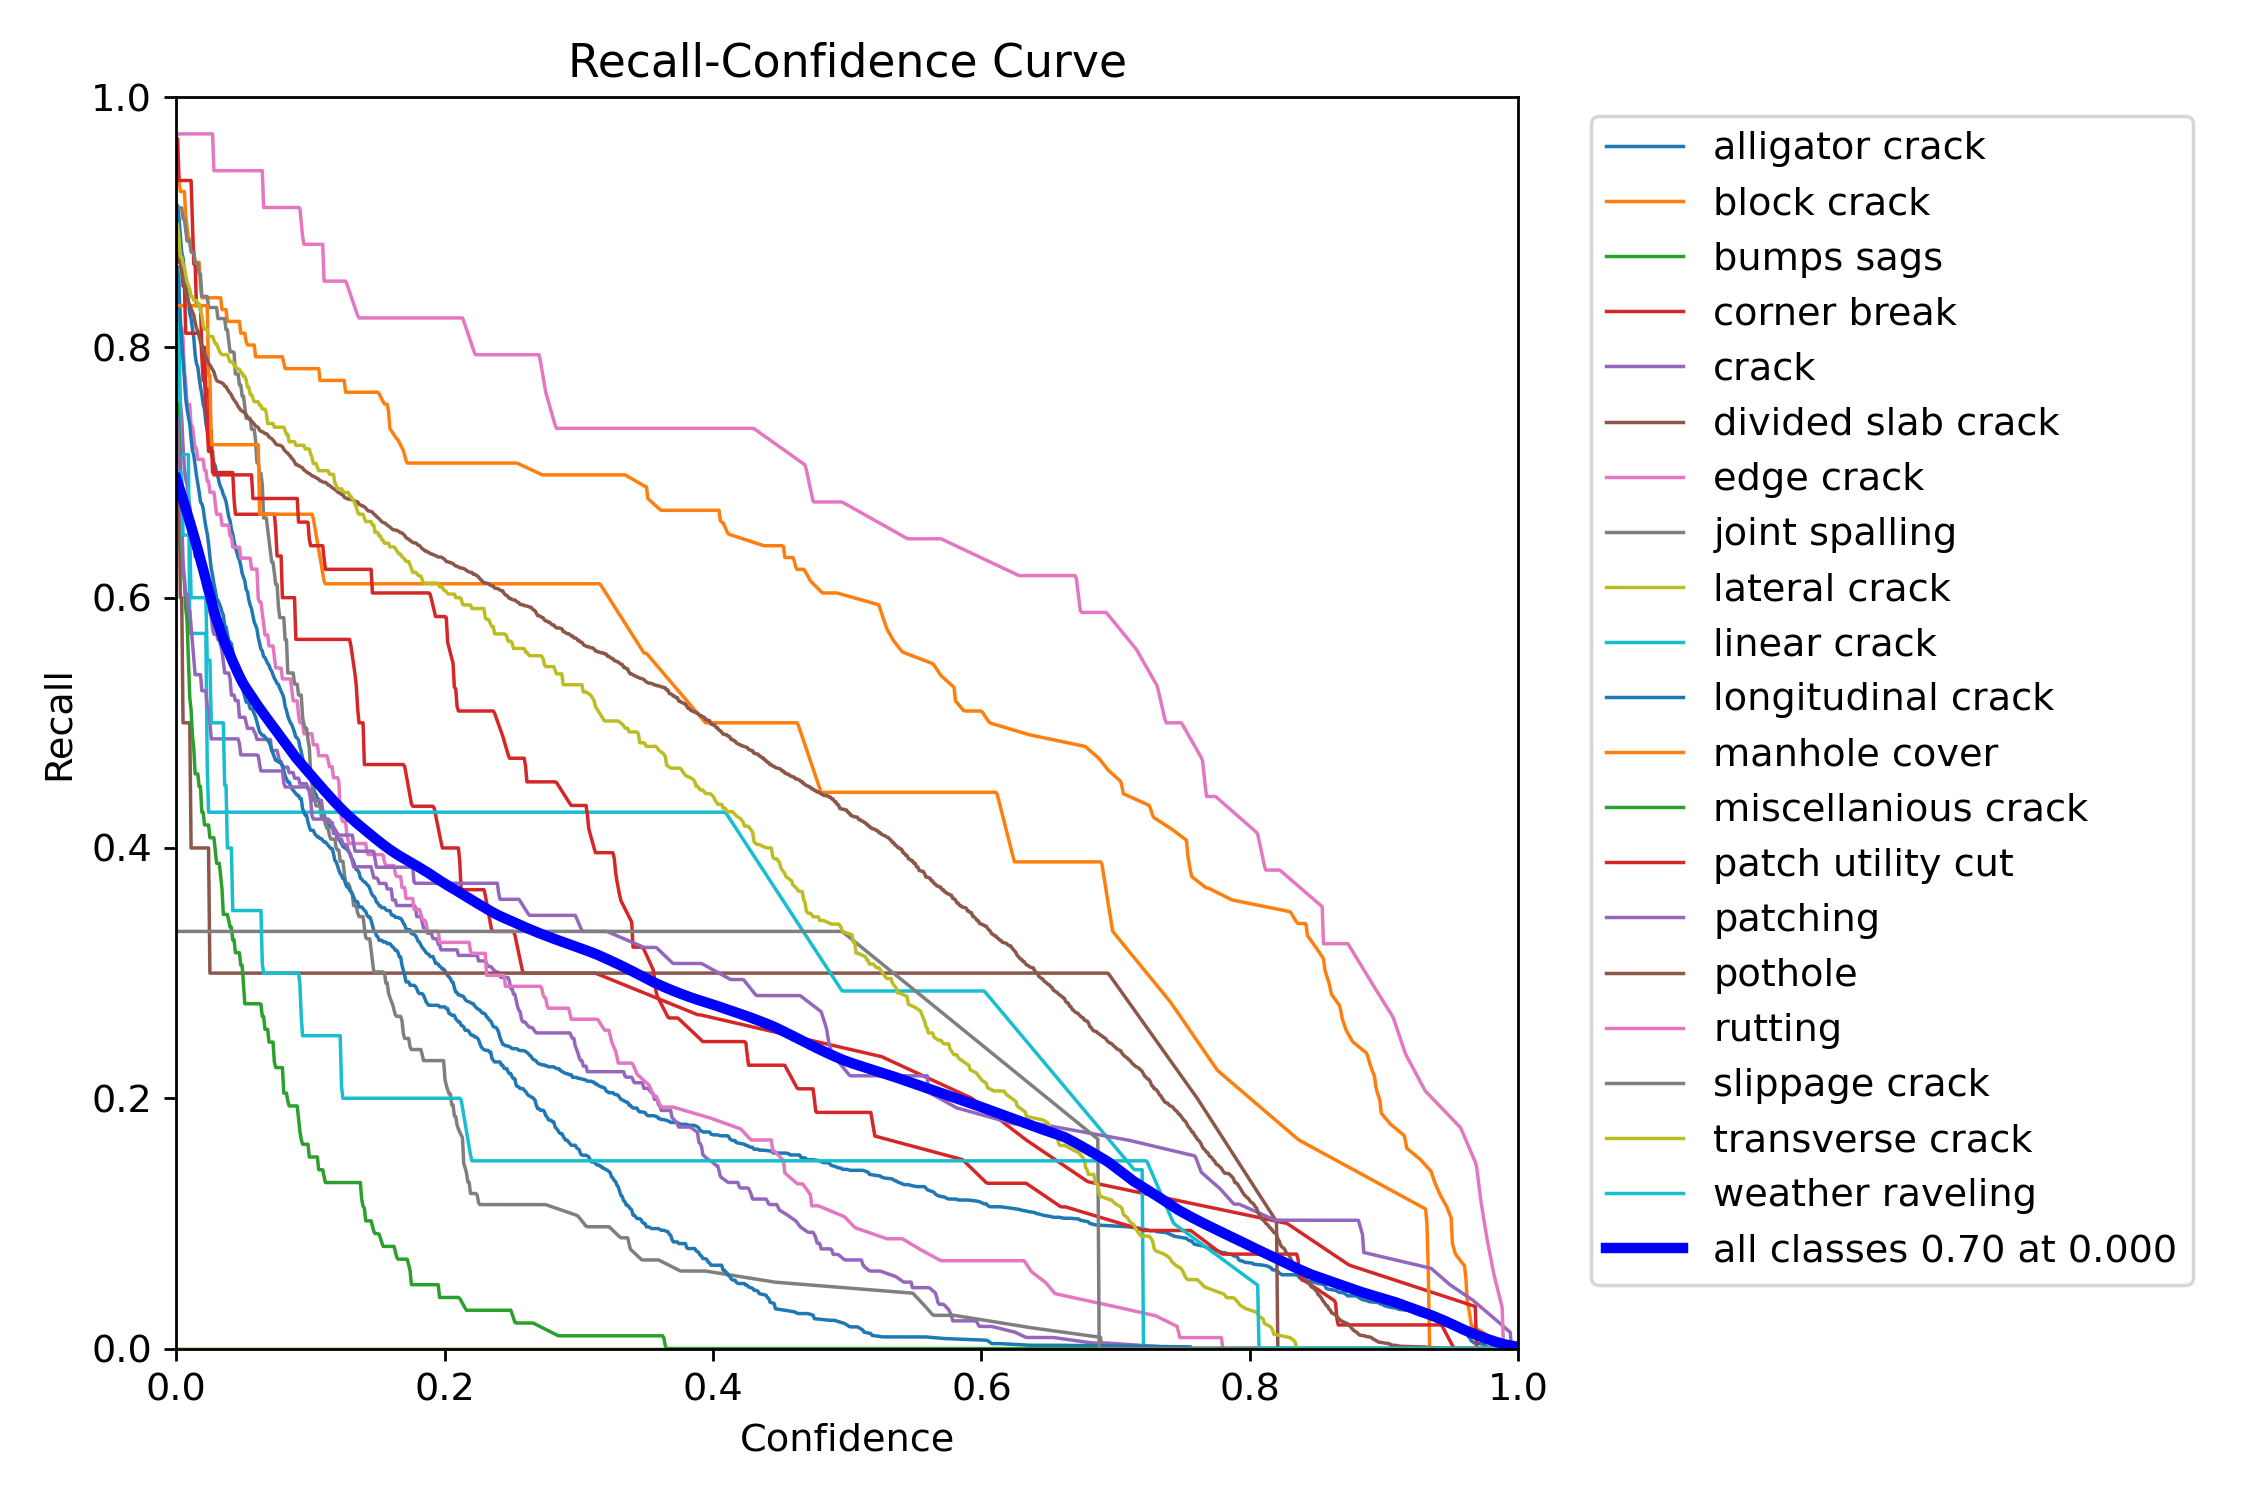 Recall-Confidence Curve
1.0
0.8
0.6
0.4
0.2
0.0
Recall
0.0 0.2 0.4 0.6 0.8 1.0
Confidence
alligator crack
block crack
bumps sags
corner break
crack
divided slab crack
edge crack
joint spalling
lateral crack
linear crack
longitudinal crack
manhole cover
miscellanious crack
patch utility cut
patching
pothole
rutting
slippage crack
transverse crack
weather raveling
all classes 0.70 at 0.000